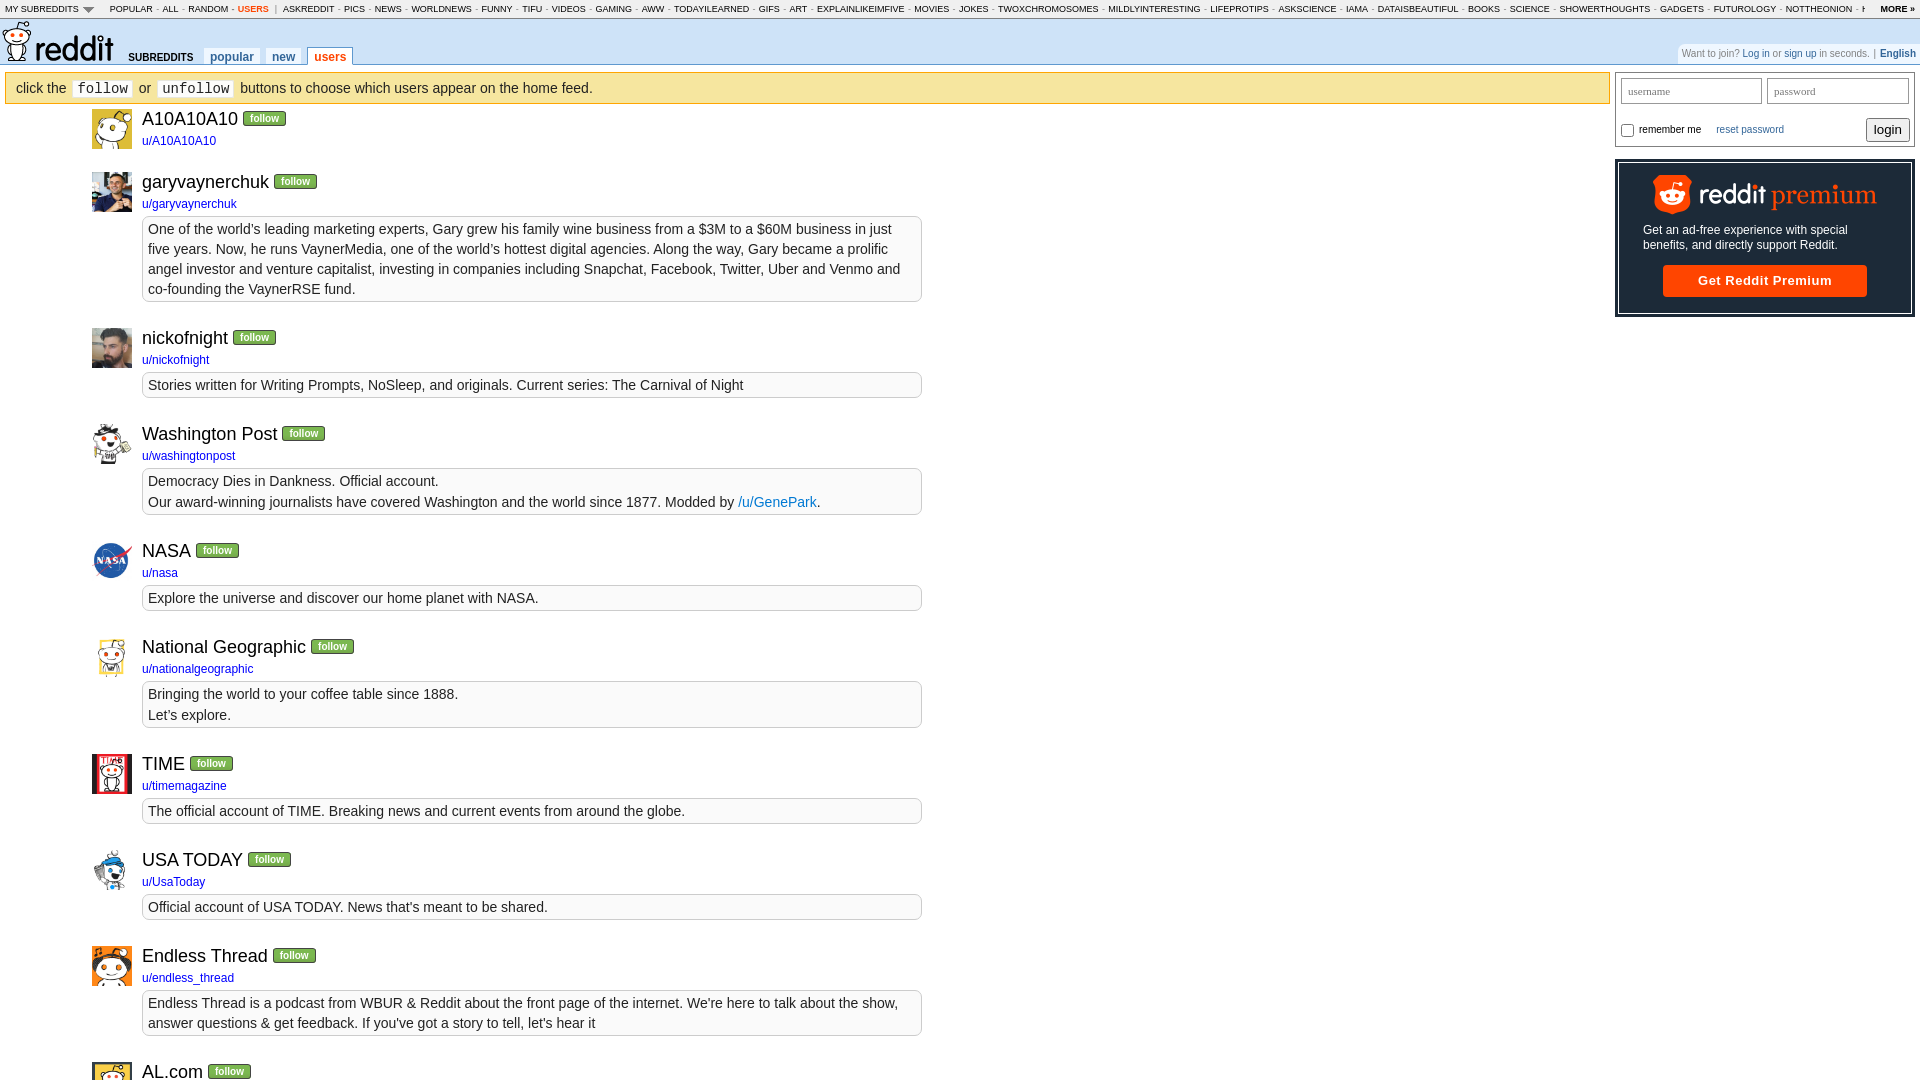 MY SUBREDDITS POPULAR - ALL - RANDOM - USERS | ASKREDDIT - PICS - NEWS - WORLDNEWS - FUNNY - TIFU - VIDEOS - GAMING - AWW - TODAYILEARNED - GIFS - ART - EXPLAINLIKEIMFIVE - MOVIES - JOKES - TWOXCHROMOSOMES - MILDLYINTERESTING - LIFEPROTIPS - ASKSCIENCE - IAMA - DATAISBEAUTIFUL - BOOKS - SCIENCE - SHOWERTHOUGHTS - GADGETS - FUTUROLOGY - NOTTHEONION - MORE »
reddit SUBREDDITS popular new users
Want to join? Log in or sign up in seconds. | English
click the follow or unfollow buttons to choose which users appear on the home feed.
username password
remember me reset password login
reddit premium
Get an ad-free experience with special
benefits, and directly support Reddit.
Get Reddit Premium
A10A10A10 follow
u/A10A10A10
garyvaynerchuk follow
u/garyvaynerchuk
One of the world’s leading marketing experts, Gary grew his family wine business from a $3M to a $60M business in just
five years. Now, he runs VaynerMedia, one of the world’s hottest digital agencies. Along the way, Gary became a prolific
angel investor and venture capitalist, investing in companies including Snapchat, Facebook, Twitter, Uber and Venmo and
co-founding the VaynerRSE fund.
nickofnight follow
u/nickofnight
Stories written for Writing Prompts, NoSleep, and originals. Current series: The Carnival of Night
Washington Post follow
u/washingtonpost
Democracy Dies in Dankness. Official account.
Our award-winning journalists have covered Washington and the world since 1877. Modded by /u/GenePark.
NASA
NASA follow
u/nasa
Explore the universe and discover our home planet with NASA.
National Geographic follow
u/nationalgeographic
Bringing the world to your coffee table since 1888.
Let’s explore.
TIME follow
u/timemagazine
The official account of TIME. Breaking news and current events from around the globe.
USA TODAY follow
u/UsaToday
Official account of USA TODAY. News that's meant to be shared.
Endless Thread follow
u/endless_thread
Endless Thread is a podcast from WBUR & Reddit about the front page of the internet. We're here to talk about the show,
answer questions & get feedback. If you've got a story to tell, let's hear it
AL.com follow